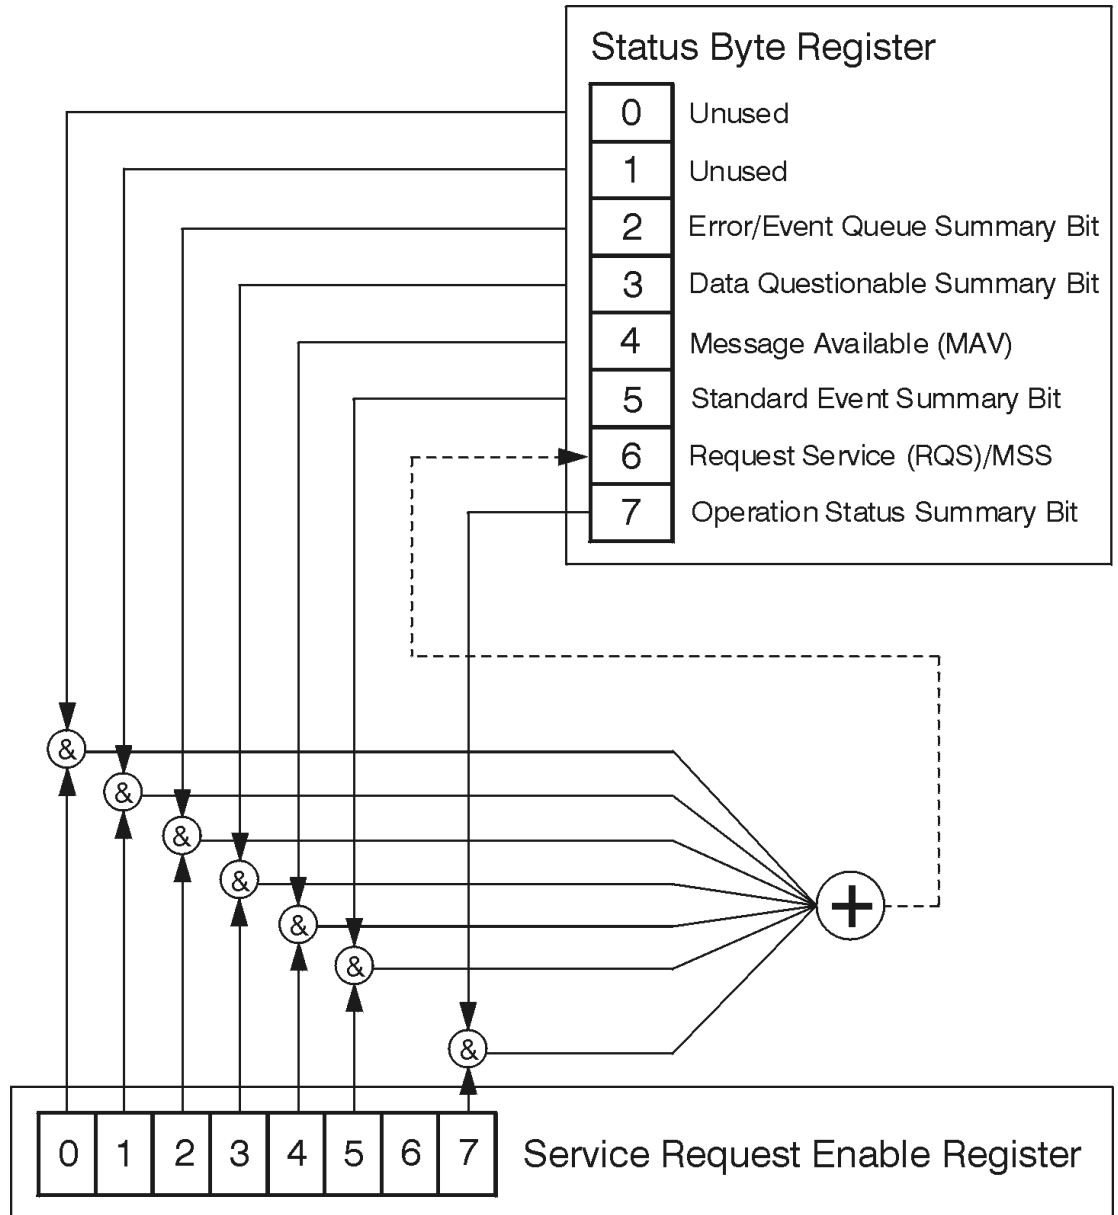 Status Byte Register
0 Unused
1 Unused
2 Error/Event Queue Summary Bit
3 Data Questionable Summary Bit
4 Message Available (MAV)
5 Standard Event Summary Bit
6 Request Service (RQS)/MSS
7 Operation Status Summary Bit
&
&
&
&
&
&
&
+
0 1 2 3 4 5 6 7 Service Request Enable Register